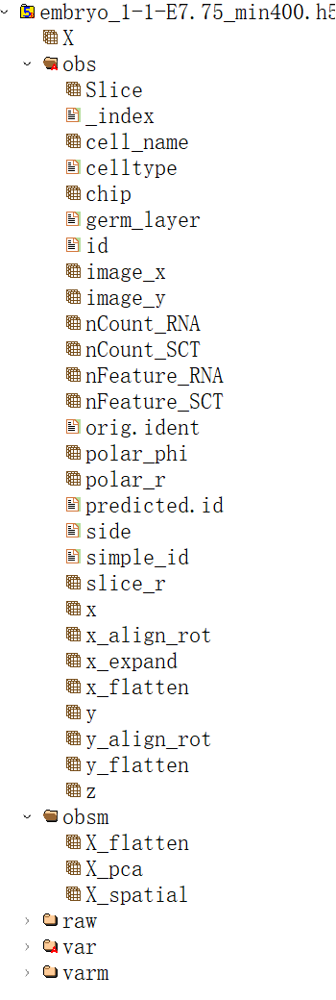 embryo_1-1-E7.75_min400.h5
X
obs
Slice
_index
cell_name
celltype
chip
germ_layer
id
image_x
image_y
nCount_RNA
nCount_SCT
nFeature_RNA
nFeature_SCT
orig.ident
polar_phi
polar_r
predicted.id
side
simple_id
slice_r
x
x_align_rot
x_expand
x_flatten
y
y_align_rot
y_flatten
z
obsm
X_flatten
X_pca
X_spatial
raw
var
varm